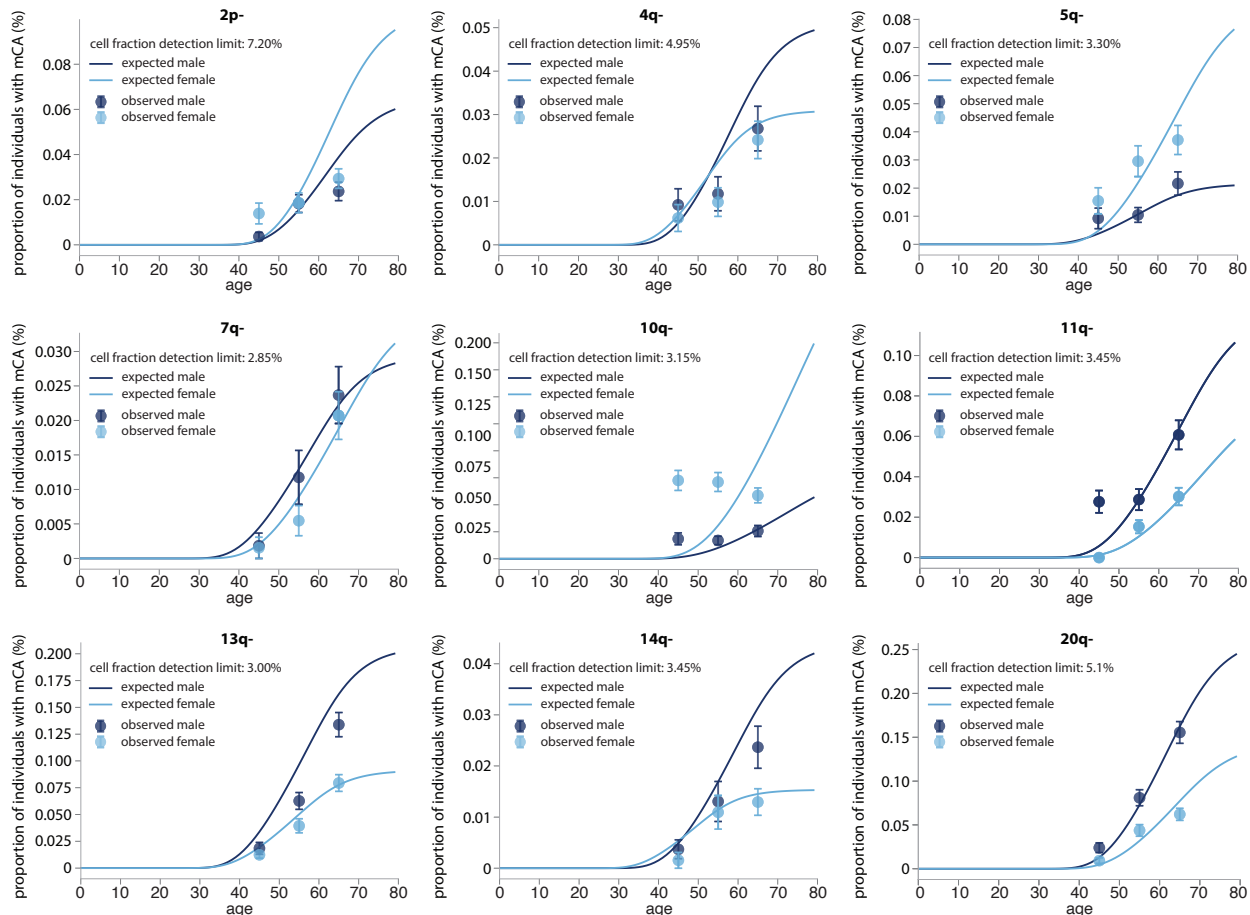 2p-
proportion of individuals with mCA (%)
cell fraction detection limit: 7.20%
expected male
expected female
observed male
observed female
0.08
0.06
0.04
0.02
0
0 10 20 30 40 50 60 70 80
age
4q-
proportion of individuals with mCA (%)
cell fraction detection limit: 4.95%
expected male
expected female
observed male
observed female
0.05
0.04
0.03
0.02
0.01
0
0 10 20 30 40 50 60 70 80
age
5q-
proportion of individuals with mCA (%)
cell fraction detection limit: 3.30%
expected male
expected female
observed male
observed female
0.08
0.07
0.06
0.05
0.04
0.03
0.02
0.01
0
0 10 20 30 40 50 60 70 80
age
7q-
proportion of individuals with mCA (%)
cell fraction detection limit: 2.85%
expected male
expected female
observed male
observed female
0.030
0.025
0.020
0.015
0.010
0.005
0
0 10 20 30 40 50 60 70 80
age
10q-
proportion of individuals with mCA (%)
cell fraction detection limit: 3.15%
expected male
expected female
observed male
observed female
0.200
0.150
0.125
0.100
0.075
0.050
0.025
0
0 10 20 30 40 50 60 70 80
age
11q-
proportion of individuals with mCA (%)
cell fraction detection limit: 3.45%
expected male
expected female
observed male
observed female
0.10
0.08
0.06
0.04
0.02
0
0 10 20 30 40 50 60 70 80
age
13q-
proportion of individuals with mCA (%)
cell fraction detection limit: 3.00%
expected male
expected female
observed male
observed female
0.200
0.175
0.150
0.125
0.100
0.075
0.050
0.025
0
0 10 20 30 40 50 60 70 80
age
14q-
proportion of individuals with mCA (%)
cell fraction detection limit: 3.45%
expected male
expected female
observed male
observed female
0.04
0.03
0.02
0.01
0
0 10 20 30 40 50 60 70 80
age
20q-
proportion of individuals with mCA (%)
cell fraction detection limit: 5.1%
expected male
expected female
observed male
observed female
0.25
0.20
0.15
0.10
0.05
0
0 10 20 30 40 50 60 70 80
age